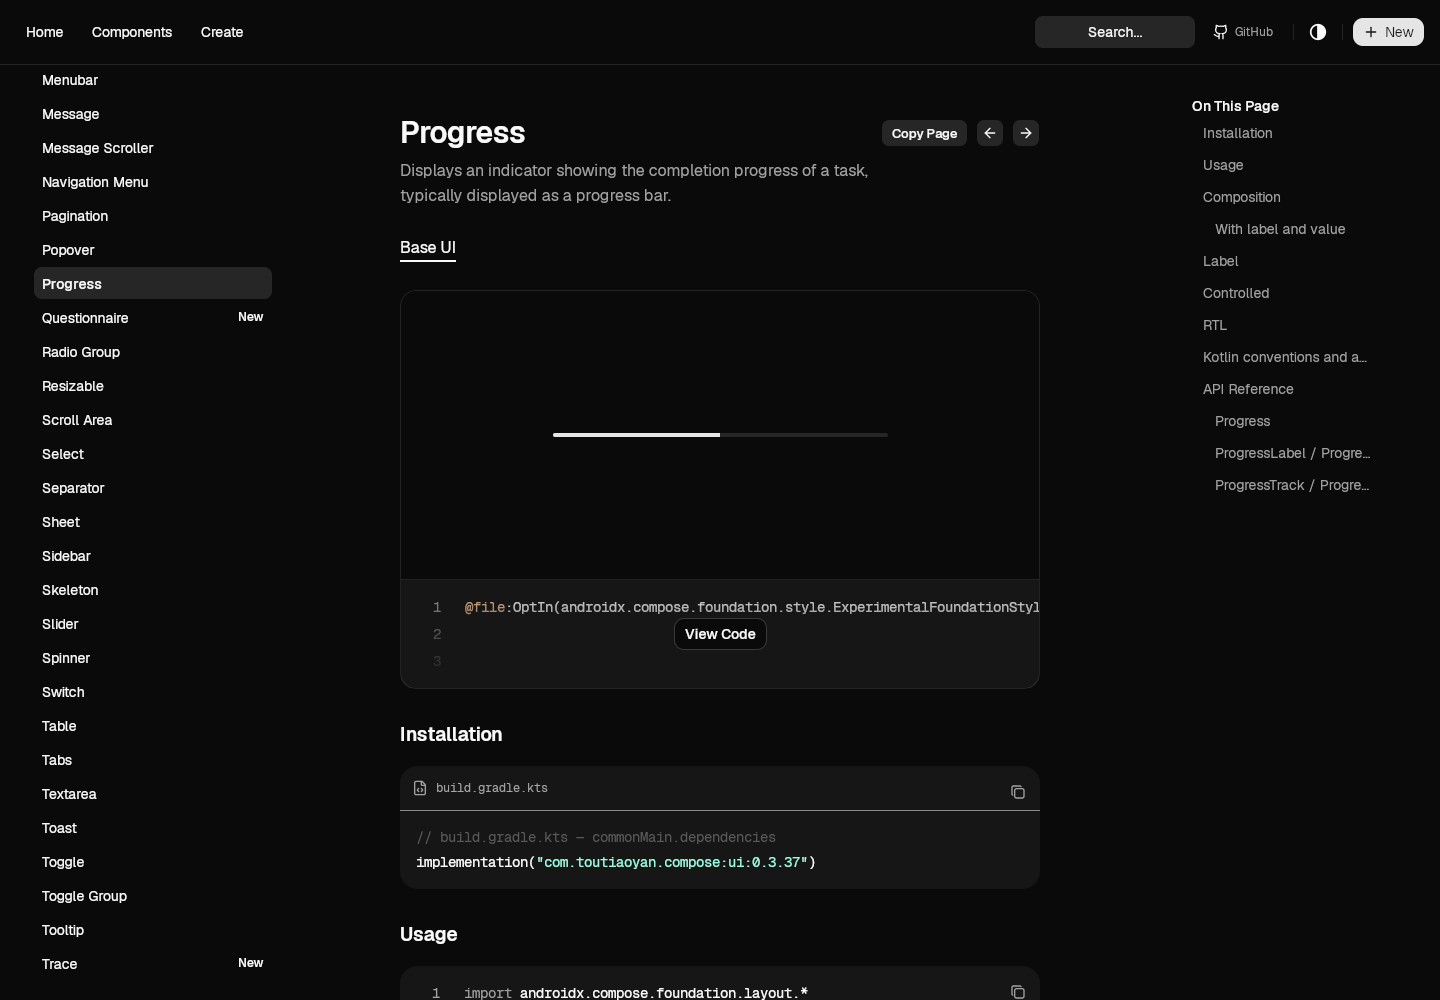 Home
Components
Create
Search...
GitHub
New
Menubar
Message
Message Scroller
Navigation Menu
Pagination
Popover
Progress
Questionnaire New
Radio Group
Resizable
Scroll Area
Select
Separator
Sheet
Sidebar
Skeleton
Slider
Spinner
Switch
Table
Tabs
Textarea
Toast
Toggle
Toggle Group
Tooltip
Trace New
Progress
Copy Page
Displays an indicator showing the completion progress of a task,
typically displayed as a progress bar.
Base UI
1 @file:OptIn(androidx.compose.foundation.style.ExperimentalFoundationStyl
2
View Code
3
Installation
build.gradle.kts
// build.gradle.kts — commonMain.dependencies
implementation("com.toutiaoyan.compose:ui:0.3.37")
Usage
1 import androidx.compose.foundation.layout.*
On This Page
Installation
Usage
Composition
With label and value
Label
Controlled
RTL
Kotlin conventions and a...
API Reference
Progress
ProgressLabel / Progre...
ProgressTrack / Progre...